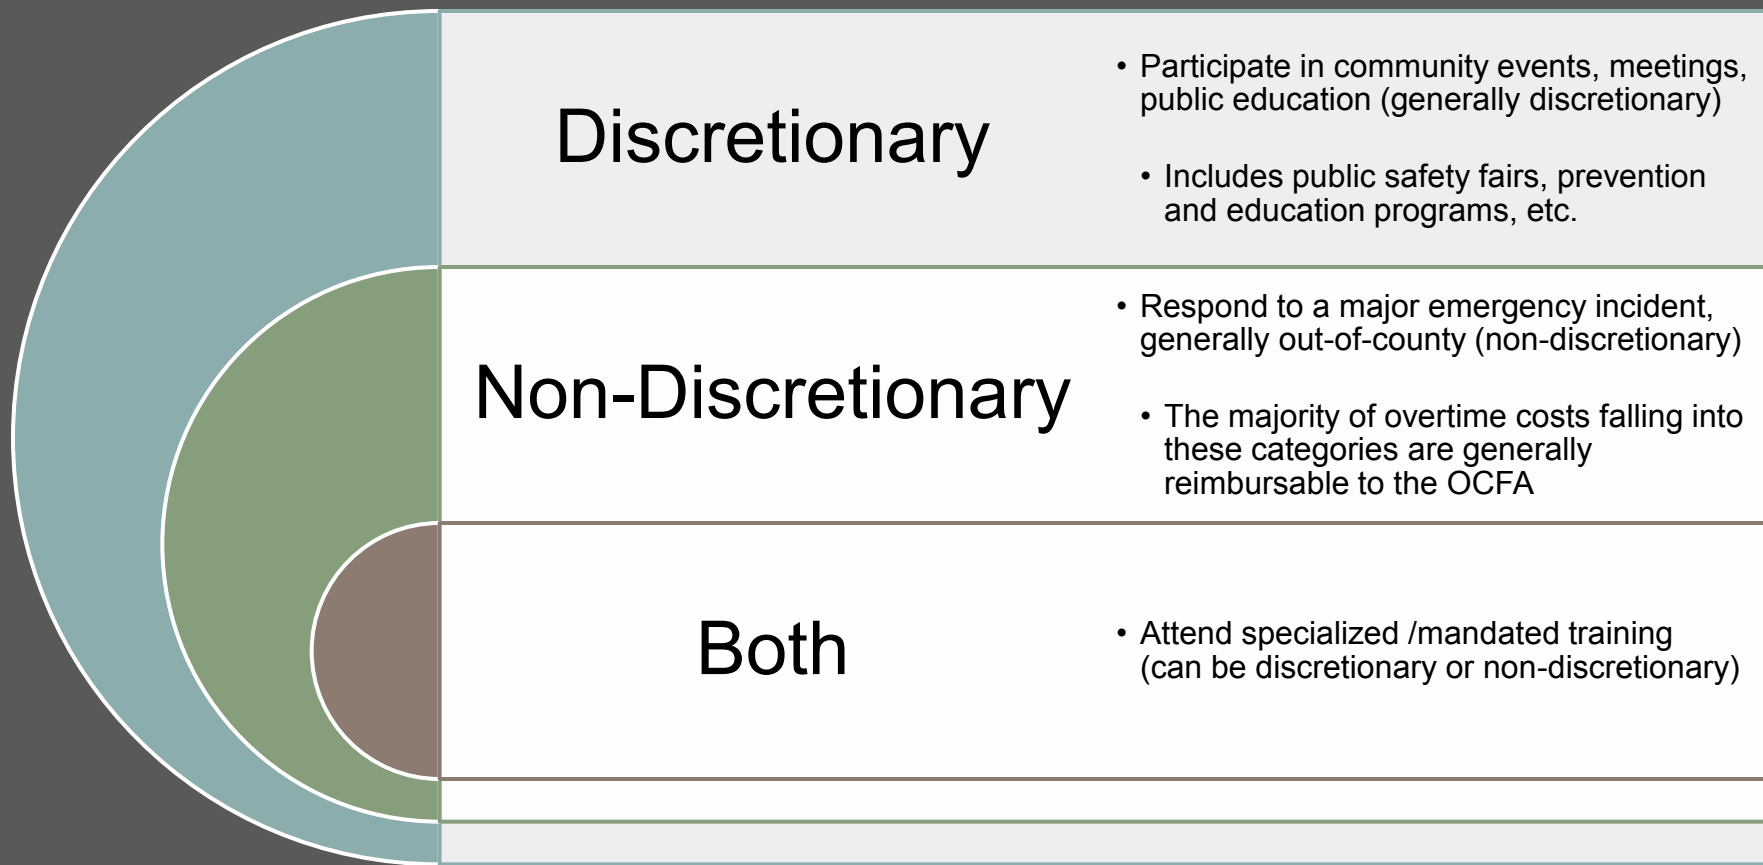 Discretionary
• Participate in community events, meetings,
public education (generally discretionary)
• Includes public safety fairs, prevention
and education programs, etc.
Non-Discretionary
• Respond to a major emergency incident,
generally out-of-county (non-discretionary)
• The majority of overtime costs falling into
these categories are generally
reimbursable to the OCFA
Both
• Attend specialized /mandated training
(can be discretionary or non-discretionary)